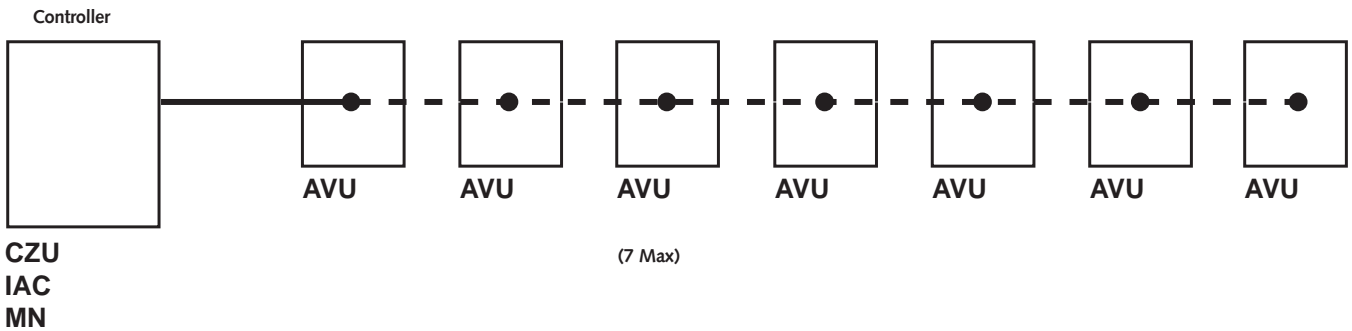 Controller
AVU AVU AVU AVU AVU AVU AVU
CZU
(7 Max)
IAC
MN